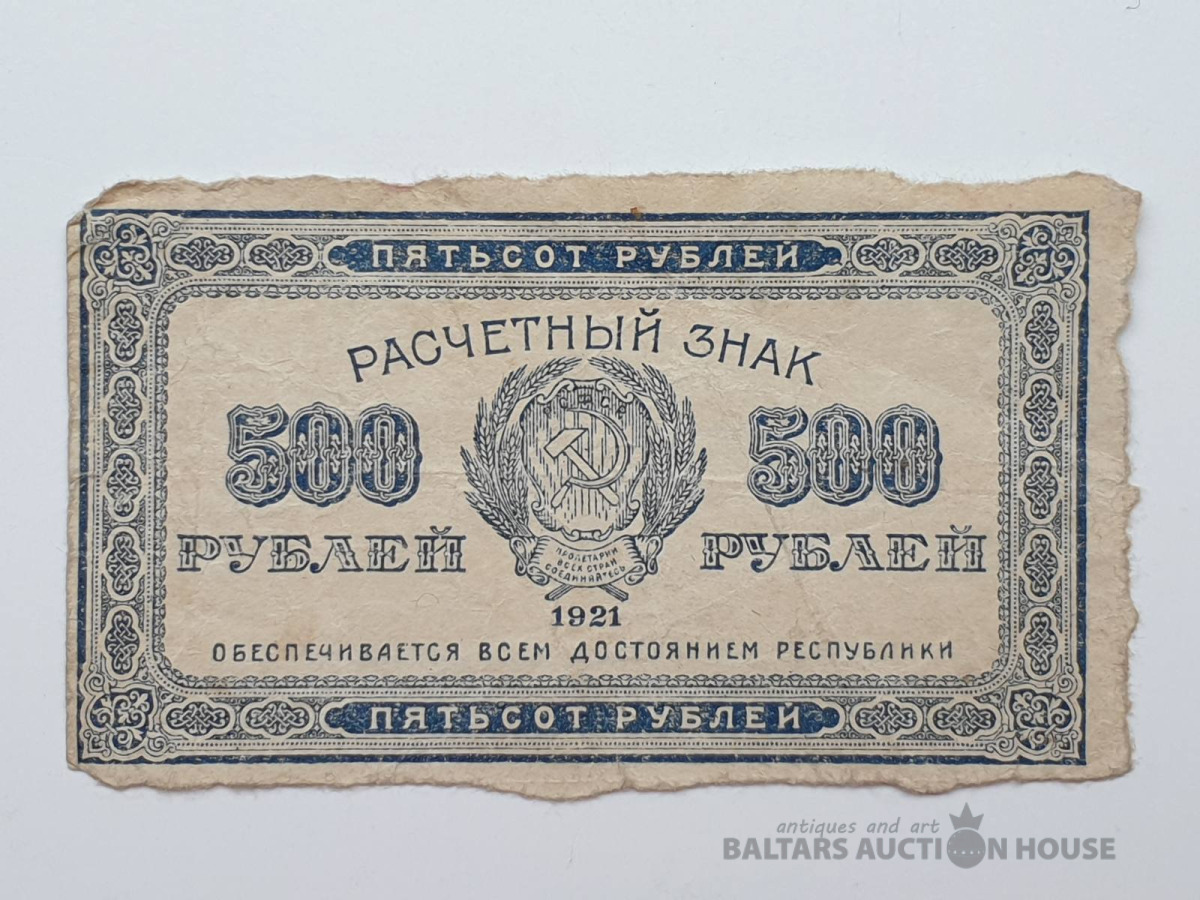 ПЯТЬСОТ РУБЛЕЙ
РАСЧЕТНЫЙ ЗНАК
500 500
РУБЛЕЙ РУБЛЕЙ
РСФСР
ПРОЛЕТАРИИ
ВСЕХ СТРАН
СОЕДИНЯЙТЕСЬ
1921
ОБЕСПЕЧИВАЕТСЯ ВСЕМ ДОСТОЯНИЕМ РЕСПУБЛИКИ
ПЯТЬСОТ РУБЛЕЙ
antiques and art
BALTARS AUCTION HOUSE